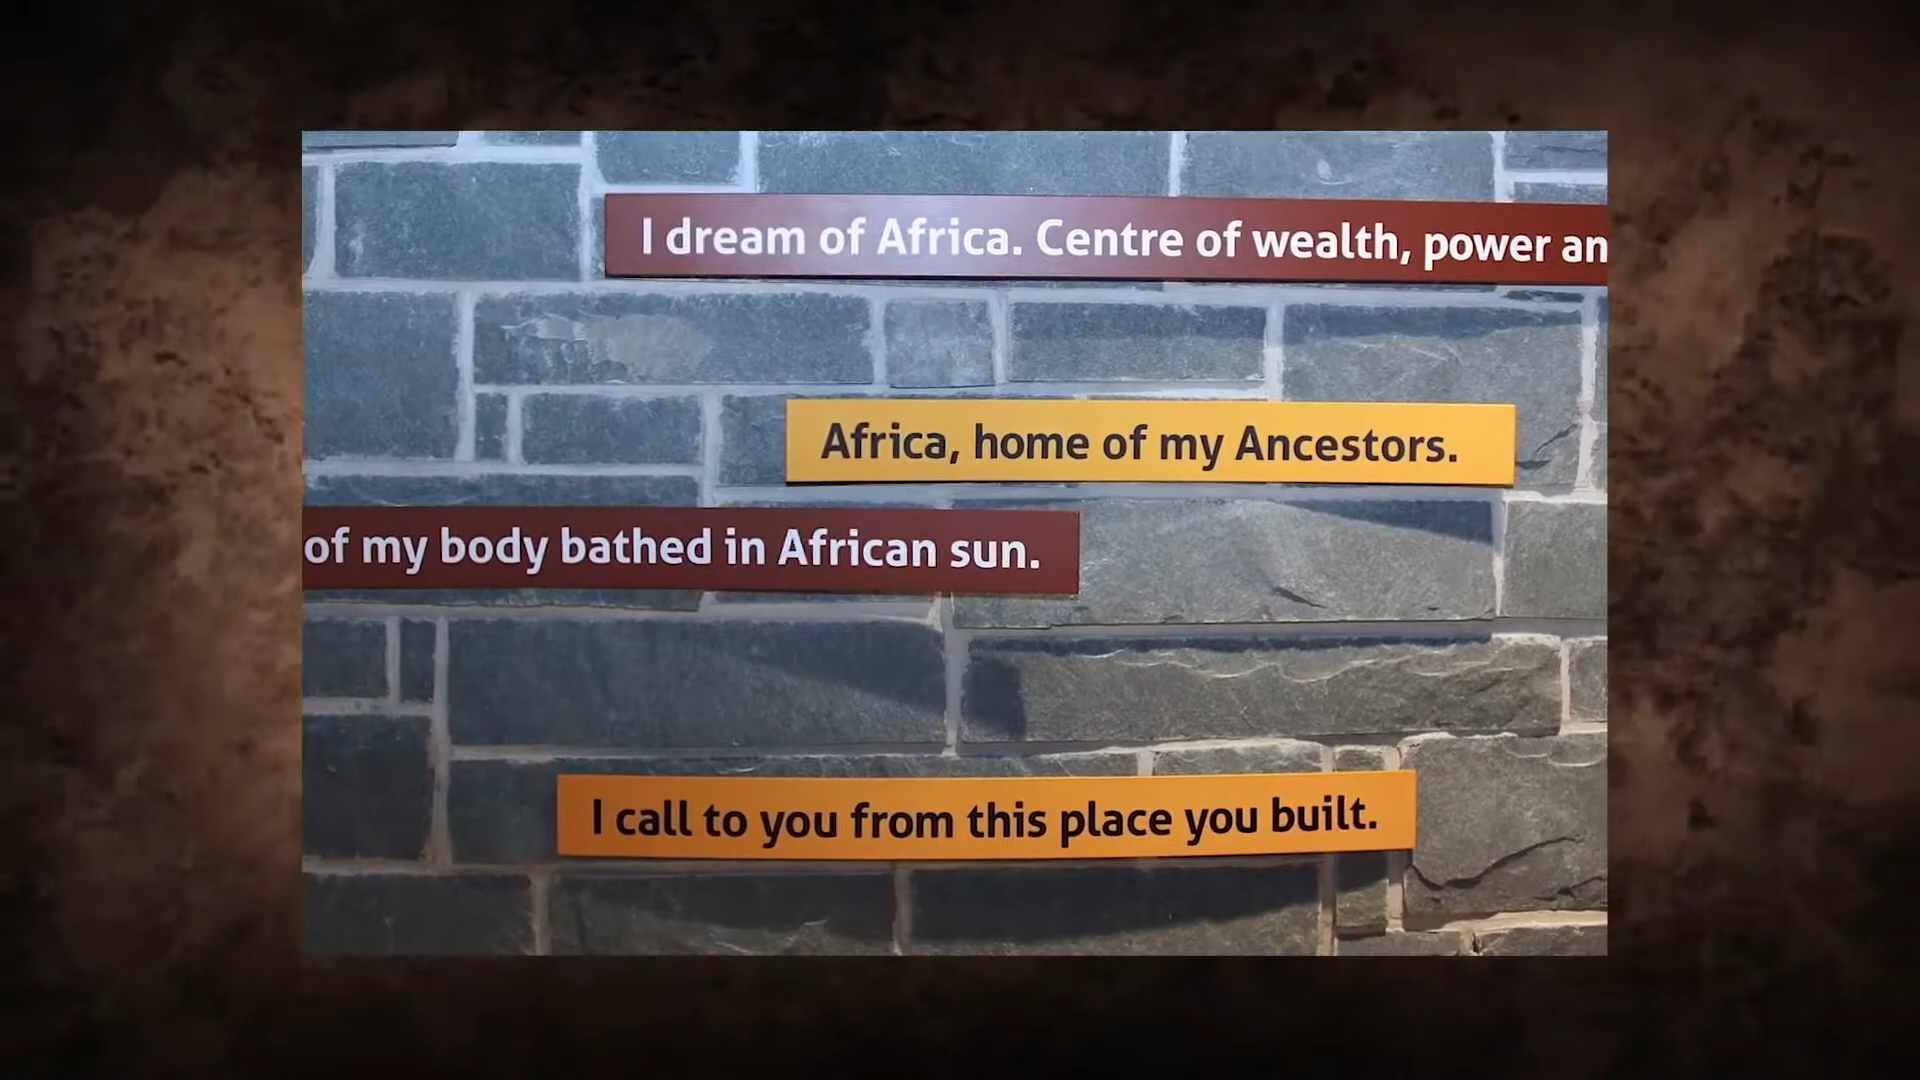 I dream of Africa. Centre of wealth, power an
Africa, home of my Ancestors.
of my body bathed in African sun.
I call to you from this place you built.